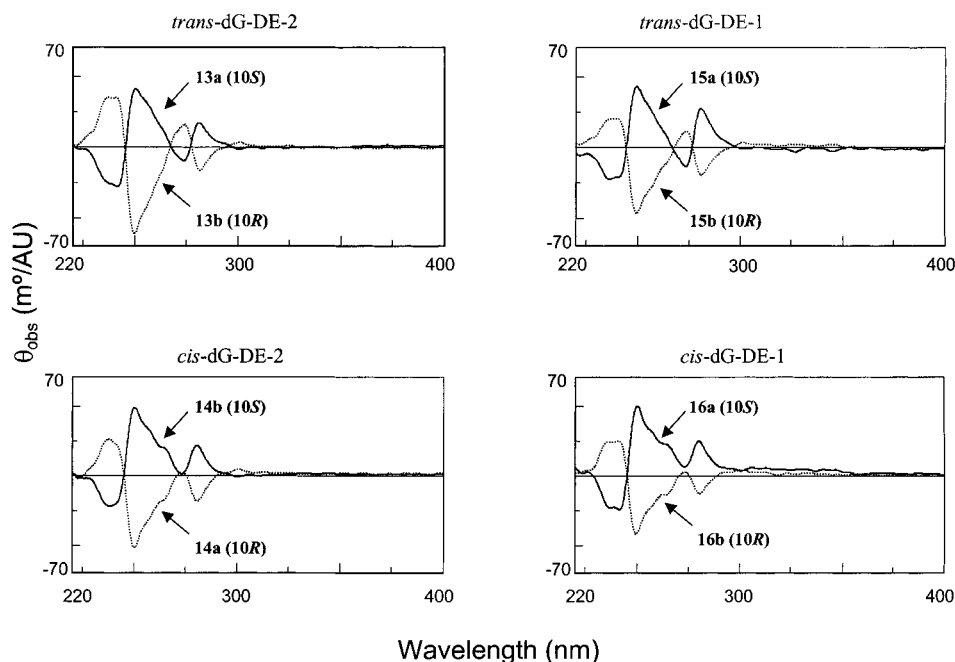 trans-dG-DE-2
70
13a (10S)
13b (10R)
-70
220
300
400
trans-dG-DE-1
70
15a (10S)
15b (10R)
-70
220
300
400
θobs (mº/AU)
cis-dG-DE-2
70
14b (10S)
14a (10R)
-70
220
300
400
cis-dG-DE-1
70
16a (10S)
16b (10R)
-70
220
300
400
Wavelength (nm)